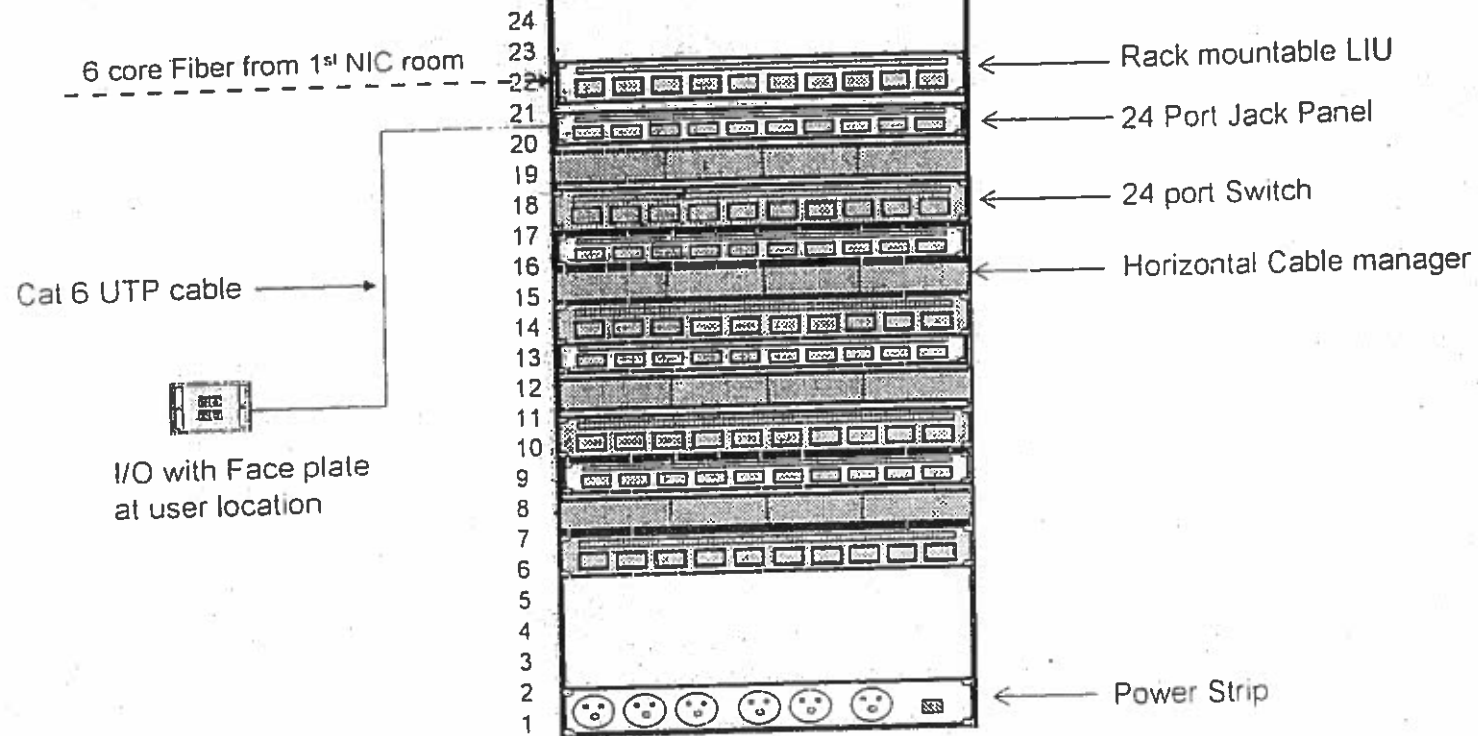 6 core Fiber from 1st NIC room
Cat 6 UTP cable
I/O with Face plate
at user location
24
23
22
21
20
19
18
17
16
15
14
13
12
11
10
9
8
7
6
5
4
3
2
1
Rack mountable LIU
24 Port Jack Panel
24 port Switch
Horizontal Cable manager
Power Strip